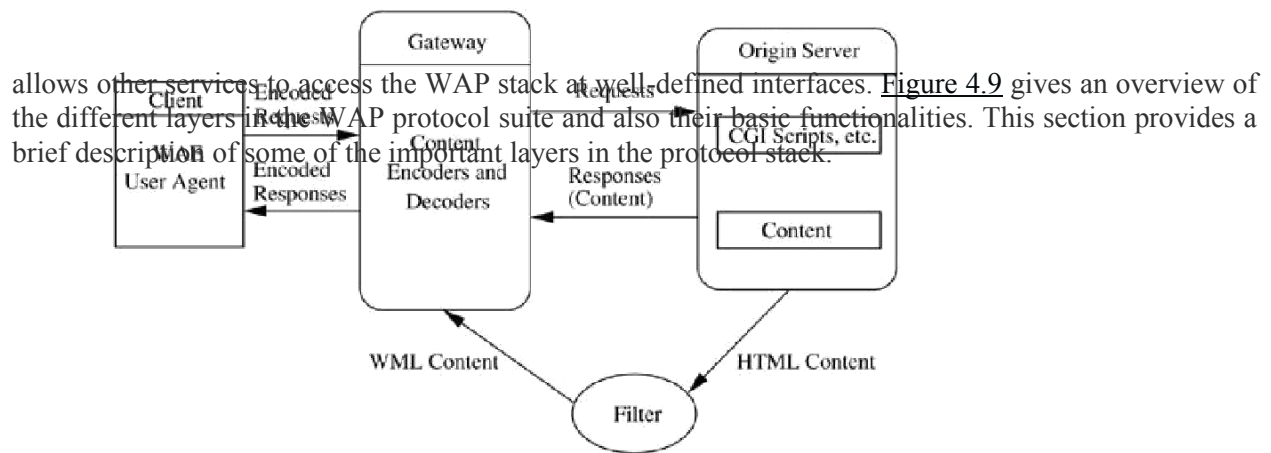 Gateway
Origin Server
allows other services to access the WAP stack at well-defined interfaces. Figure 4.9 gives an overview of
the different layers in the WAP protocol suite and also their basic functionalities. This section provides a
brief description of some of the important layers in the protocol stack.
Client
WAE
User Agent
Encoded
Requests
Encoded
Responses
Content
Encoders and
Decoders
Requests
Responses
(Content)
CGI Scripts, etc.
Content
WML Content
HTML Content
Filter